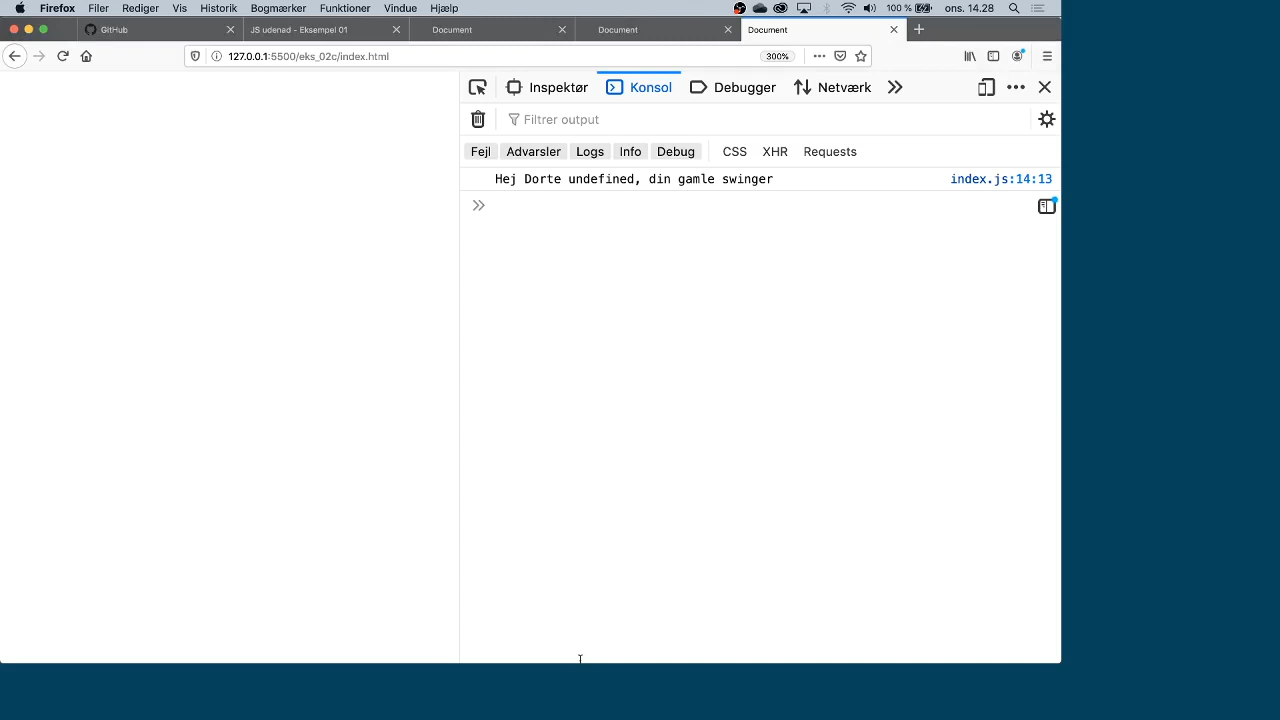 Firefox Filer Rediger Vis Historik Bogmærker Funktioner Vindue Hjælp 100 % ons. 14.28
GitHub JS udenad - Eksempel 01 Document Document Document
127.0.0.1:5500/eks_02c/index.html 300%
Inspektør Konsol Debugger Netværk
Filtrer output
Fejl Advarsler Logs Info Debug CSS XHR Requests
Hej Dorte undefined, din gamle swinger index.js:14:13